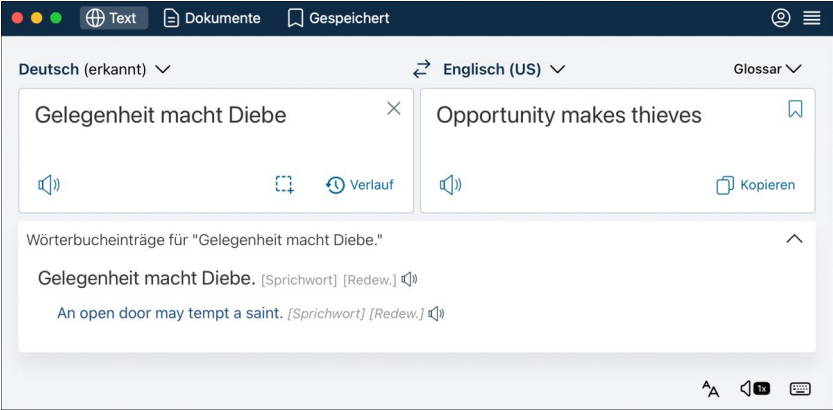 Text Dokumente Gespeichert
Deutsch (erkannt) Englisch (US) Glossar
Gelegenheit macht Diebe
Verlauf
Opportunity makes thieves
Kopieren
Wörterbucheinträge für "Gelegenheit macht Diebe."
Gelegenheit macht Diebe. [Sprichwort] [Redew.]
An open door may tempt a saint. [Sprichwort] [Redew.]
AA 1x